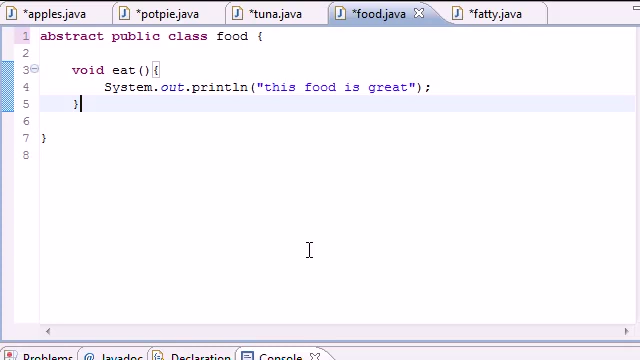 *apples.java *potpie.java *tuna.java *food.java *fatty.java
1 abstract public class food {
2
3 void eat(){
4 System.out.println("this food is great");
5 }
6
7 }
8
Problems @ Javadoc Declaration Console